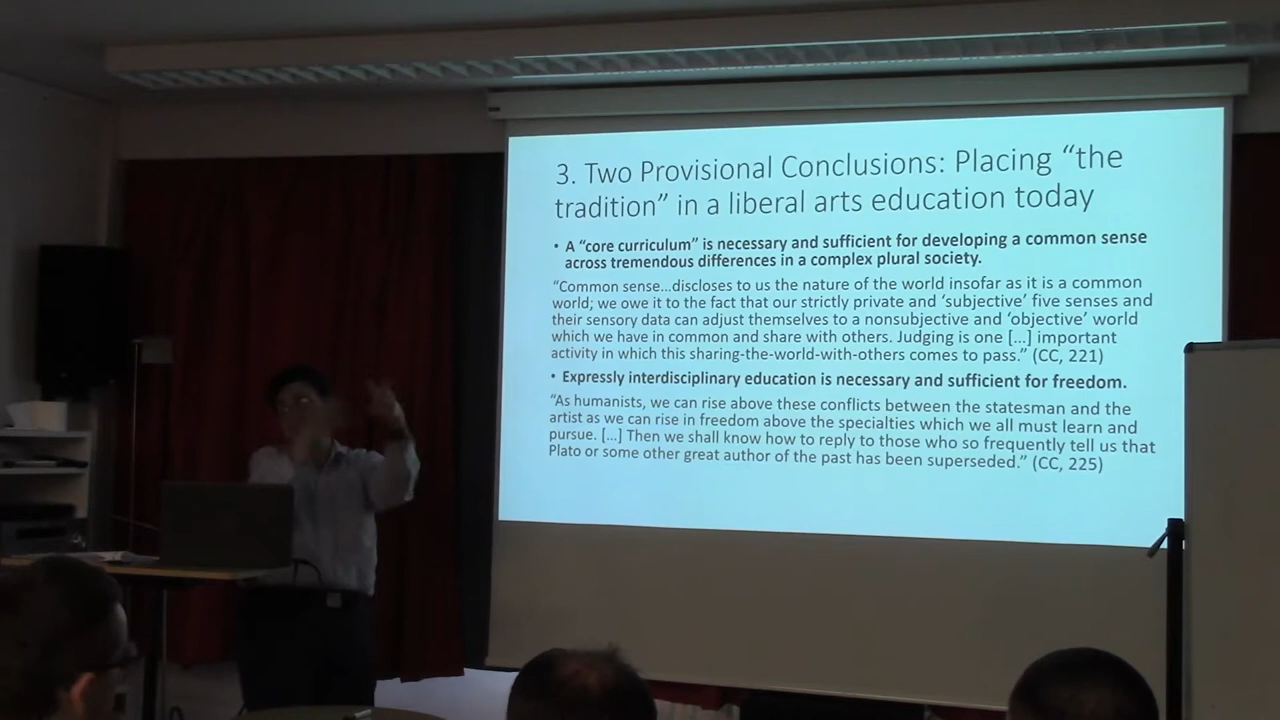 3. Two Provisional Conclusions: Placing “the
tradition” in a liberal arts education today
• A “core curriculum” is necessary and sufficient for developing a common sense
across tremendous differences in a complex plural society.
“Common sense…discloses to us the nature of the world insofar as it is a common
world; we owe it to the fact that our strictly private and ‘subjective’ five senses and
their sensory data can adjust themselves to a nonsubjective and ‘objective’ world
which we have in common and share with others. Judging is one [...] important
activity in which this sharing-the-world-with-others comes to pass.” (CC, 221)
• Expressly interdisciplinary education is necessary and sufficient for freedom.
“As humanists, we can rise above these conflicts between the statesman and the
artist as we can rise in freedom above the specialties which we all must learn and
pursue. [...] Then we shall know how to reply to those who so frequently tell us that
Plato or some other great author of the past has been superseded.” (CC, 225)